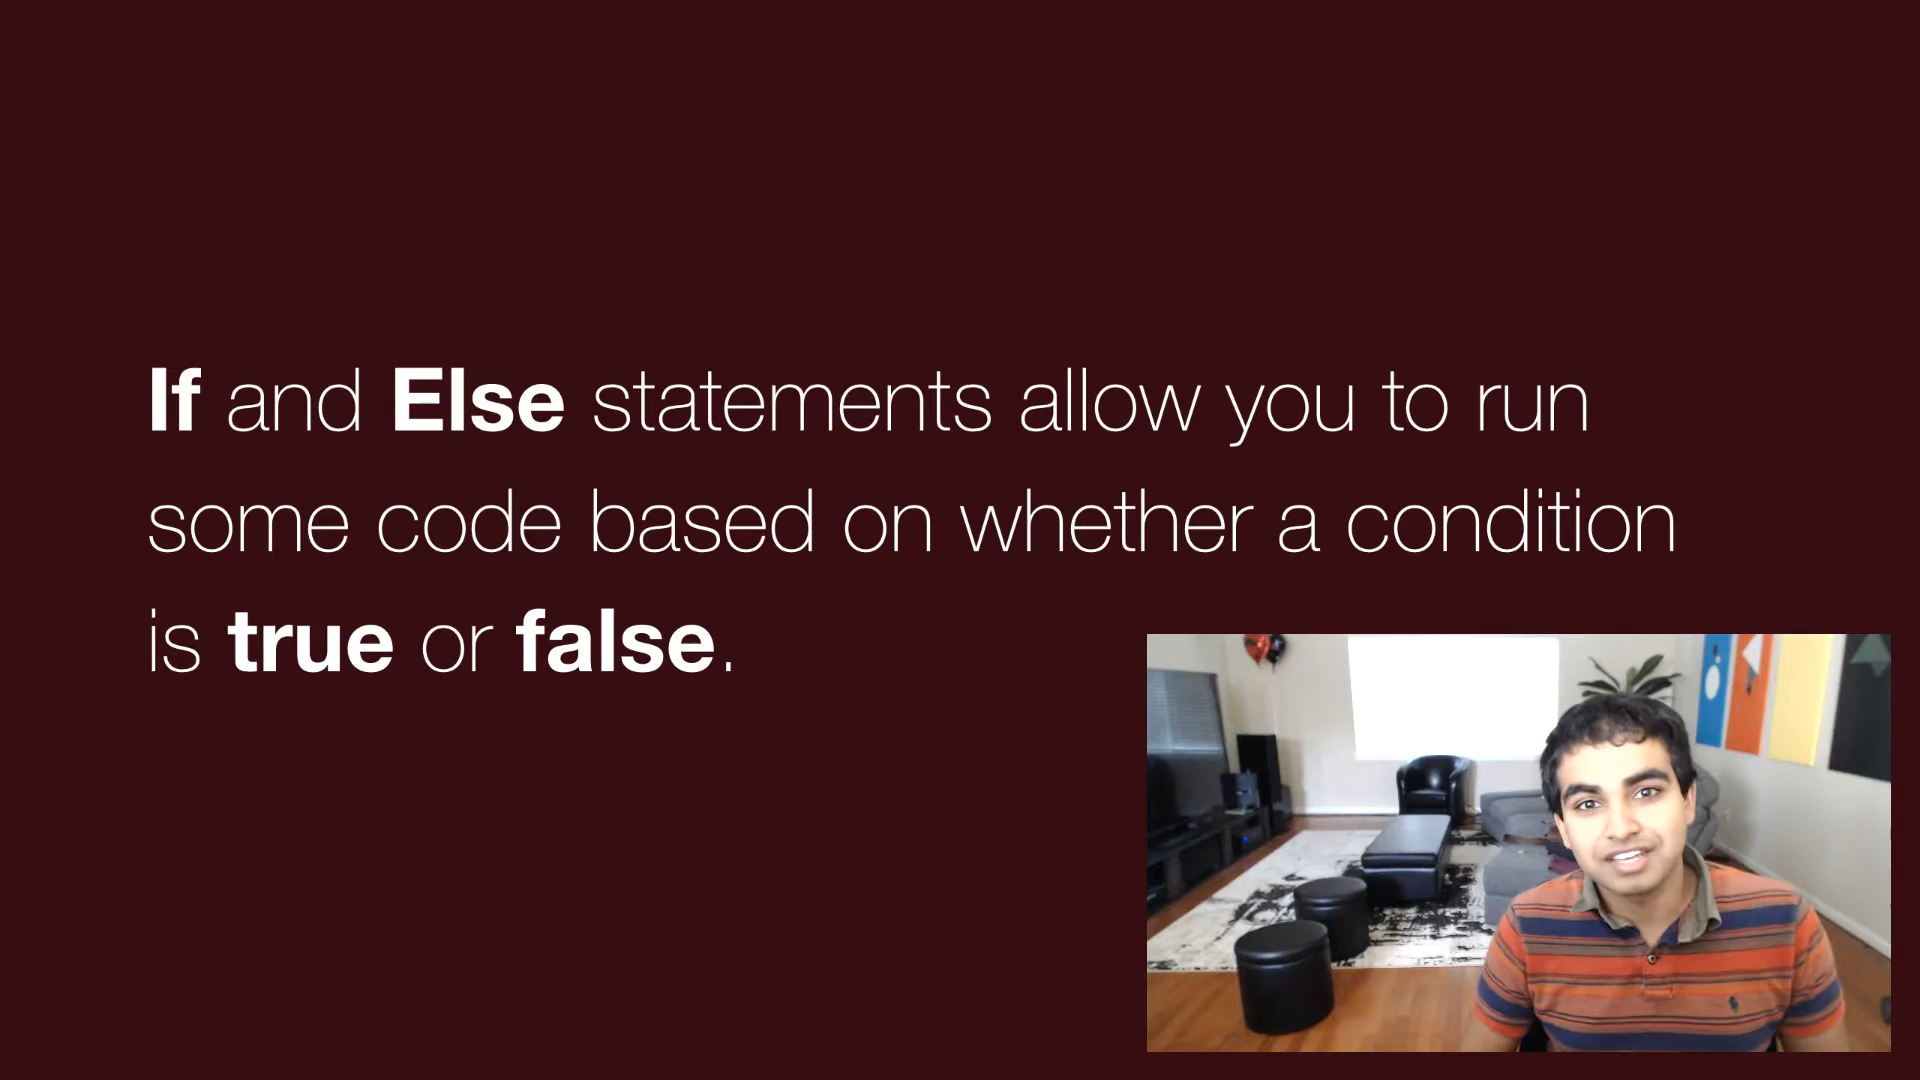 If and Else statements allow you to run
some code based on whether a condition
is true or false.